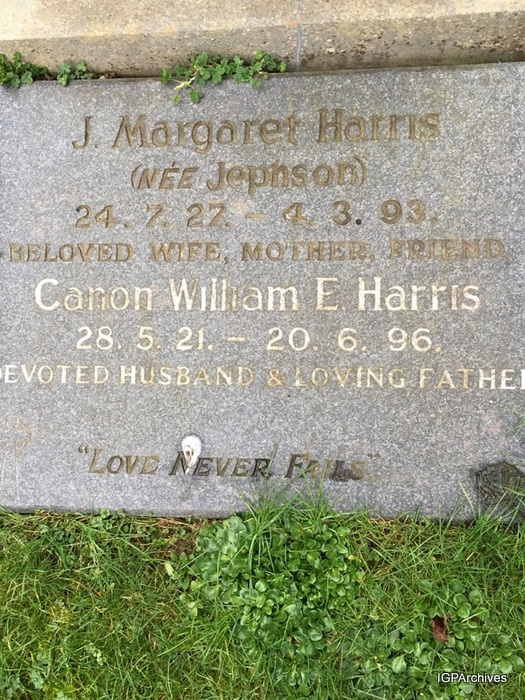 J. Margaret Harris
(NÉE Jephson)
24. 7. 27. – 4. 3. 93.
BELOVED WIFE, MOTHER, FRIEND
Canon William E. Harris
28. 5. 21. – 20. 6. 96.
DEVOTED HUSBAND & LOVING FATHER
"LOVE NEVER FAILS"
IGPArchives